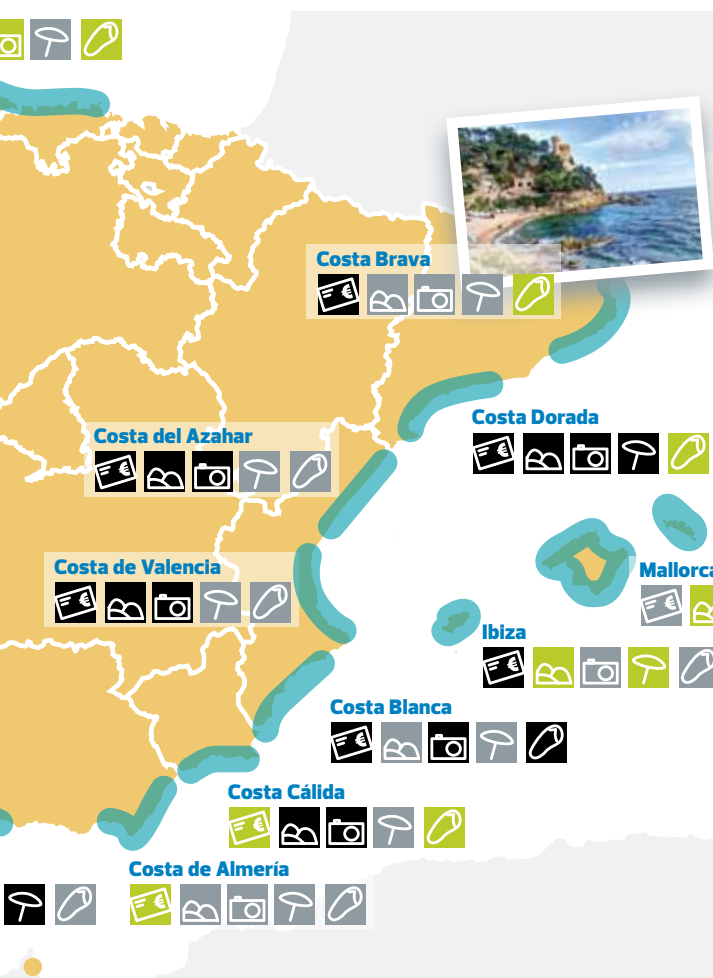 Costa Brava
Costa Dorada
Costa del Azahar
Costa de Valencia
Mallorca
Ibiza
Costa Blanca
Costa Cálida
Costa de Almería